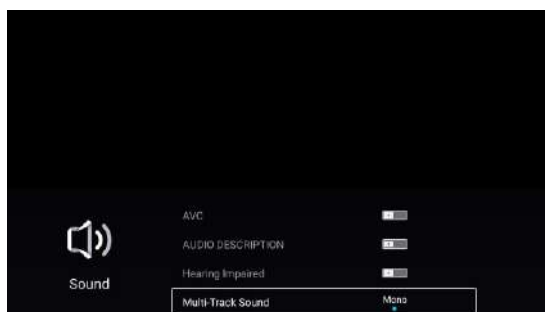 AVC
AUDIO DESCRIPTION
Hearing Impaired
Sound
Multi-Track Sound Mono